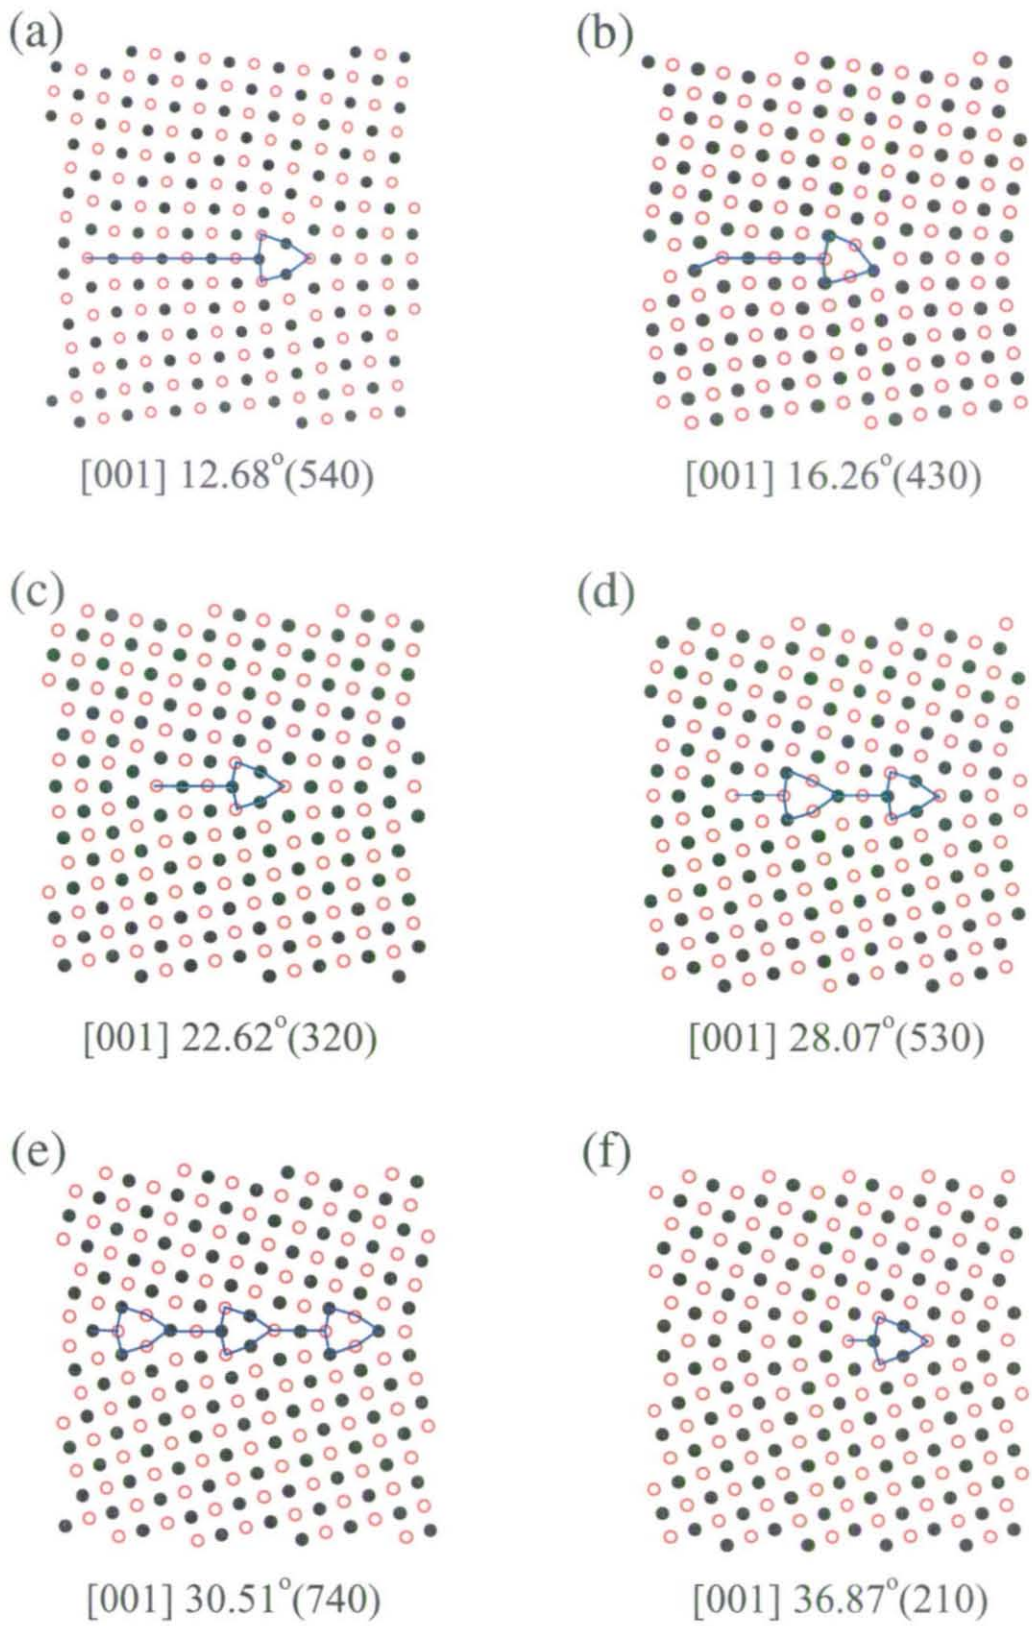 (a)
(b)
[001] 12.68°(540)
[001] 16.26°(430)
(c)
(d)
[001] 22.62°(320)
[001] 28.07°(530)
(e)
(f)
[001] 30.51°(740)
[001] 36.87°(210)